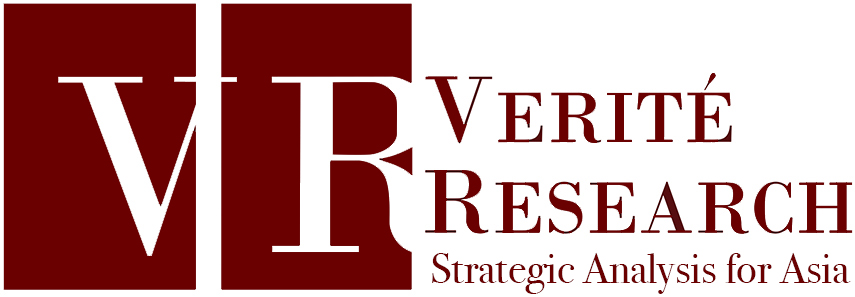 VR
VERITÉ
RESEARCH
Strategic Analysis for Asia